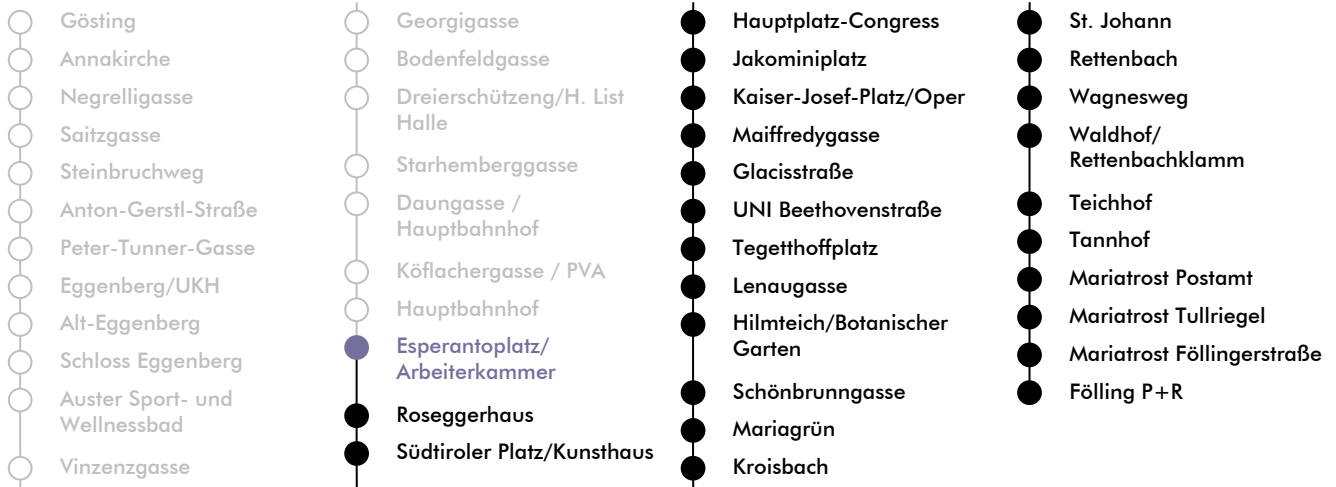 Gösting
Annakirche
Negrelligasse
Saitzgasse
Steinbruchweg
Anton-Gerstl-Straße
Peter-Tunner-Gasse
Eggenberg/UKH
Alt-Eggenberg
Schloss Eggenberg
Auster Sport- und
Wellnessbad
Vinzenzgasse
Georgigasse
Bodenfeldgasse
Dreierschützeng/H. List
Halle
Starhemberggasse
Daungasse /
Hauptbahnhof
Köflachergasse / PVA
Hauptbahnhof
Esperantoplatz/
Arbeiterkammer
Roseggerhaus
Südtiroler Platz/Kunsthaus
Hauptplatz-Congress
Jakominiplatz
Kaiser-Josef-Platz/Oper
Maiffredygasse
Glacisstraße
UNI Beethovenstraße
Tegetthoffplatz
Lenaugasse
Hilmteich/Botanischer
Garten
Schönbrunngasse
Mariagrün
Kroisbach
St. Johann
Rettenbach
Wagnesweg
Waldhof/
Rettenbachklamm
Teichhof
Tannhof
Mariatrost Postamt
Mariatrost Tullriegel
Mariatrost Föllingerstraße
Fölling P+R